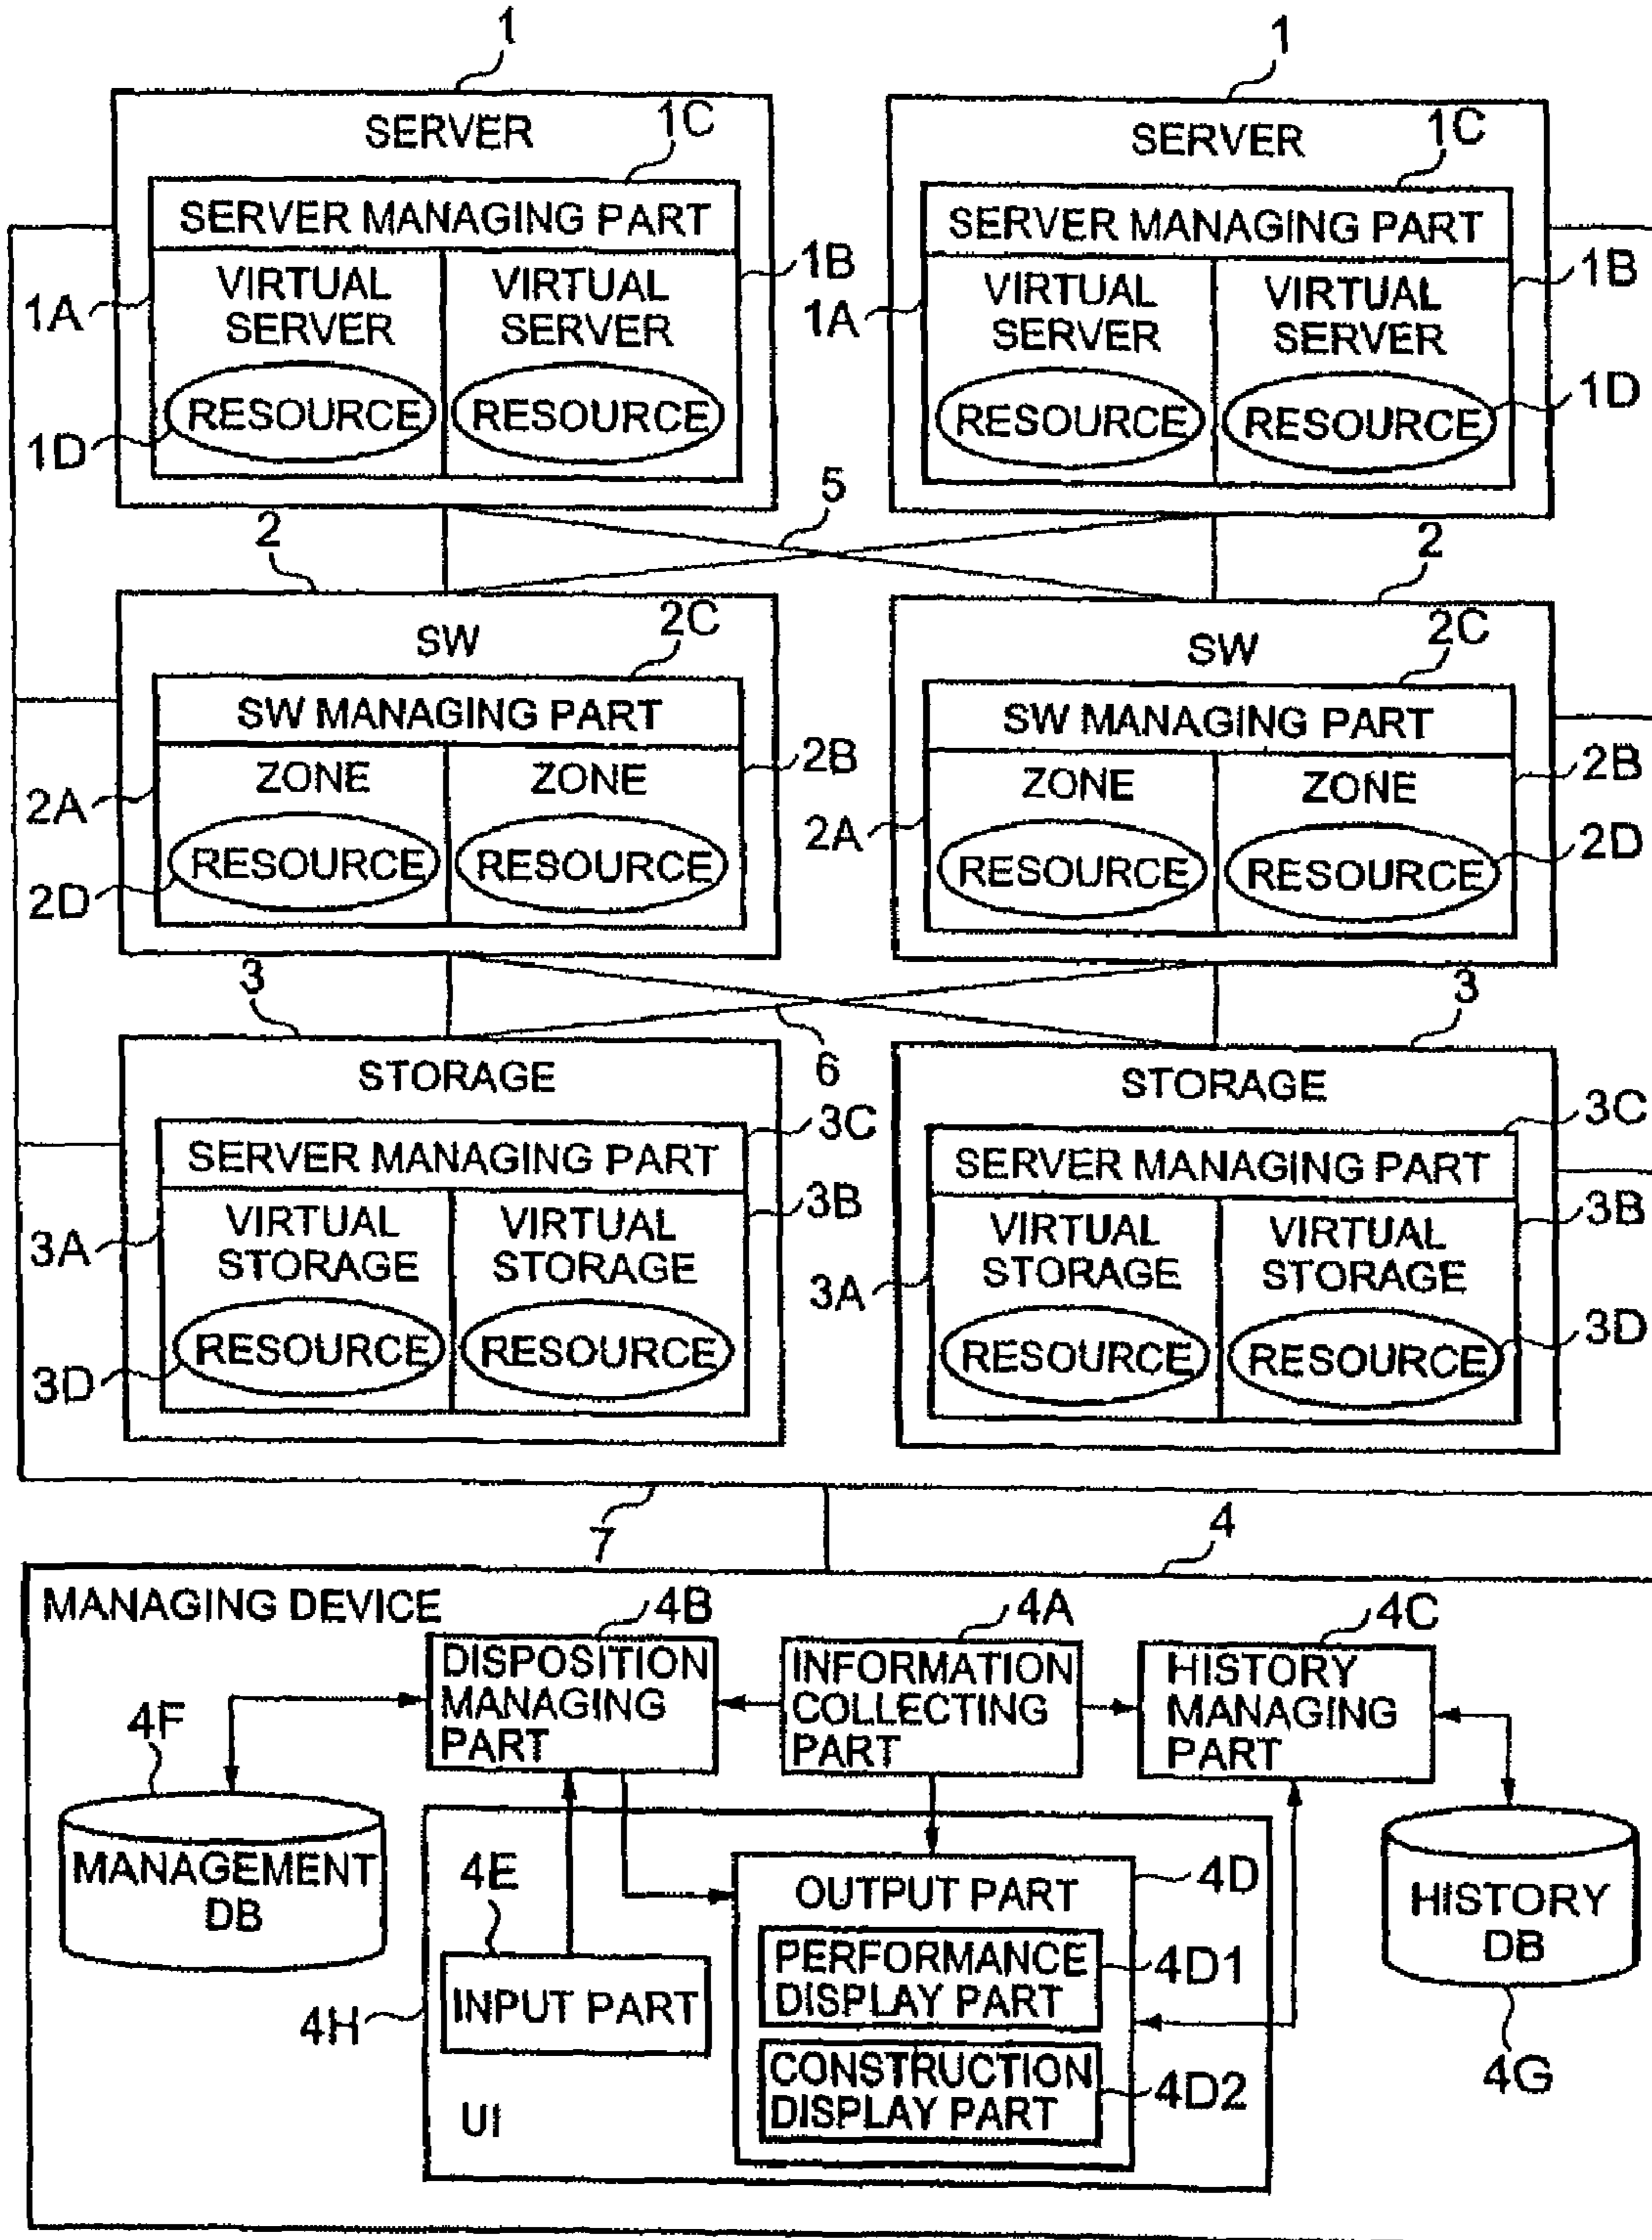 1
1
SERVER
1C
SERVER
1C
SERVER MANAGING PART
SERVER MANAGING PART
1A
VIRTUAL SERVER
VIRTUAL SERVER
1B
1A
VIRTUAL SERVER
VIRTUAL SERVER
1B
1D
RESOURCE
RESOURCE
RESOURCE
RESOURCE
1D
5
2
2
SW
2C
SW
2C
SW MANAGING PART
SW MANAGING PART
2A
ZONE
ZONE
2B
2A
ZONE
ZONE
2B
2D
RESOURCE
RESOURCE
RESOURCE
RESOURCE
2D
3
3
6
STORAGE
STORAGE
3C
3C
SERVER MANAGING PART
SERVER MANAGING PART
3A
VIRTUAL STORAGE
VIRTUAL STORAGE
3B
3A
VIRTUAL STORAGE
VIRTUAL STORAGE
3B
3D
RESOURCE
RESOURCE
RESOURCE
RESOURCE
3D
7
4
MANAGING DEVICE
4B
4A
4C
DISPOSITION
MANAGING
PART
INFORMATION
COLLECTING
PART
HISTORY
MANAGING
PART
4F
MANAGEMENT
DB
4E
INPUT PART
4H
UI
OUTPUT PART
4D
PERFORMANCE
DISPLAY PART
4D1
CONSTRUCTION
DISPLAY PART
4D2
HISTORY
DB
4G